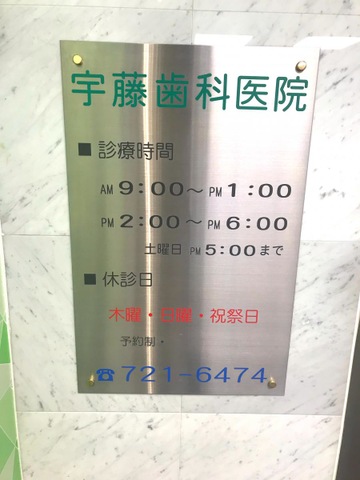 宇藤歯科医院
■ 診療時間
AM 9:00～PM 1:00
PM 2:00～PM 6:00
土曜日 PM 5:00まで
■ 休診日
木曜・日曜・祝祭日
予約制・
☎721-6474